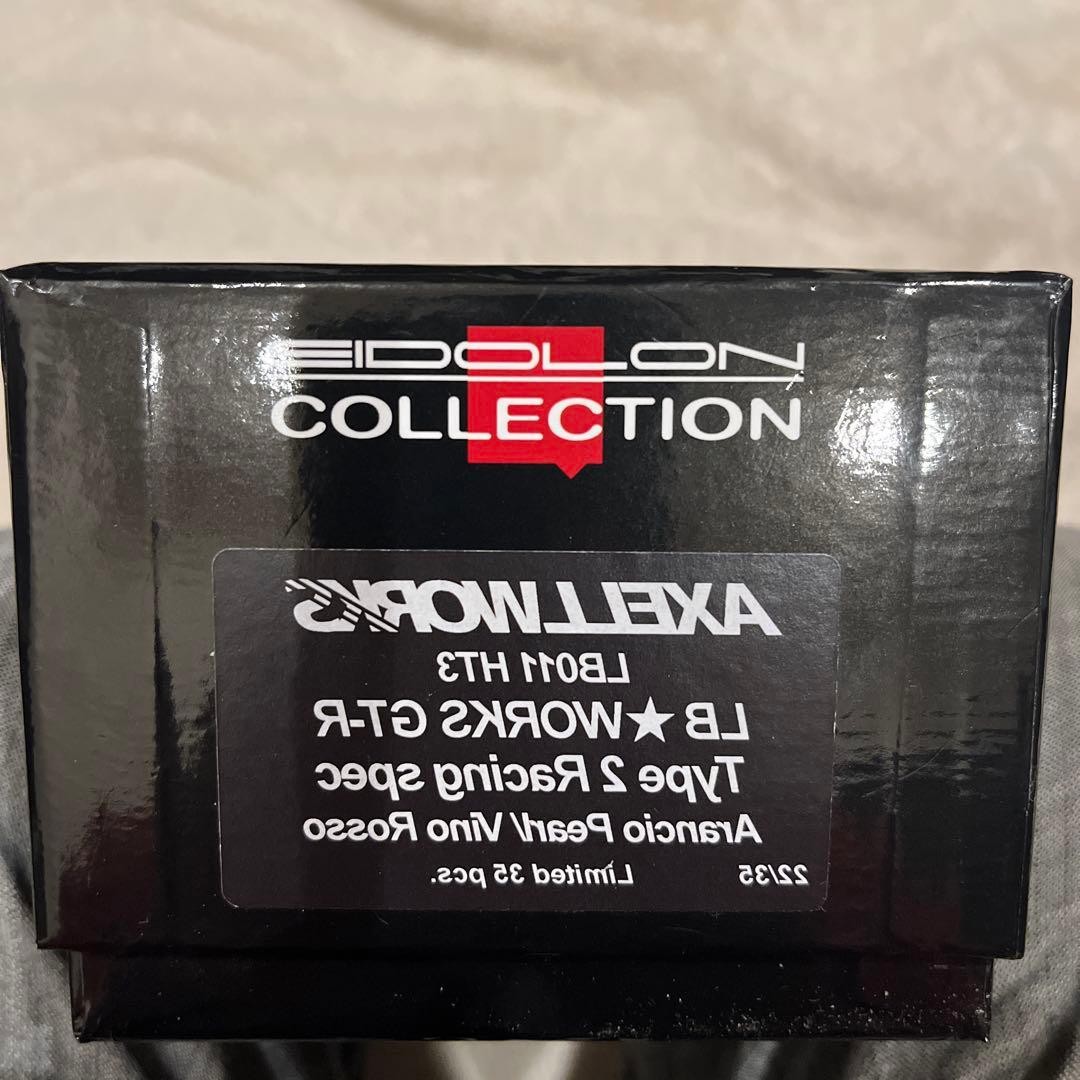 EIDOLON
COLLECTION
AXELLWORKS
LB011 HT3
LB★WORKS GT-R
Type 2 Racing spec
Arancio Pearl/Vino Rosso
22/35 Limited 35 pcs.